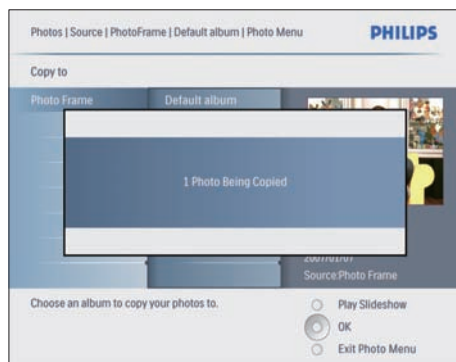 Photos | Source | PhotoFrame | Default album | Photo Menu
PHILIPS
Copy to
Photo Frame
Default album
1 Photo Being Copied
2007/01/07
Source:Photo Frame
Choose an album to copy your photos to.
Play Slideshow
OK
Exit Photo Menu